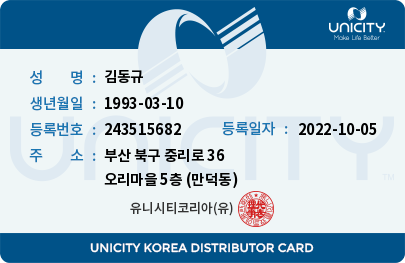 UNICITY
Make Life Better
성 명 : 김동규
생년월일 : 1993-03-10
등록번호 : 243515682 등록일자 : 2022-10-05
주 소 : 부산 북구 중리로 36
오리마을 5층 (만덕동)
유니시티코리아(유)
UNICITY
TM
UNICITY KOREA DISTRIBUTOR CARD